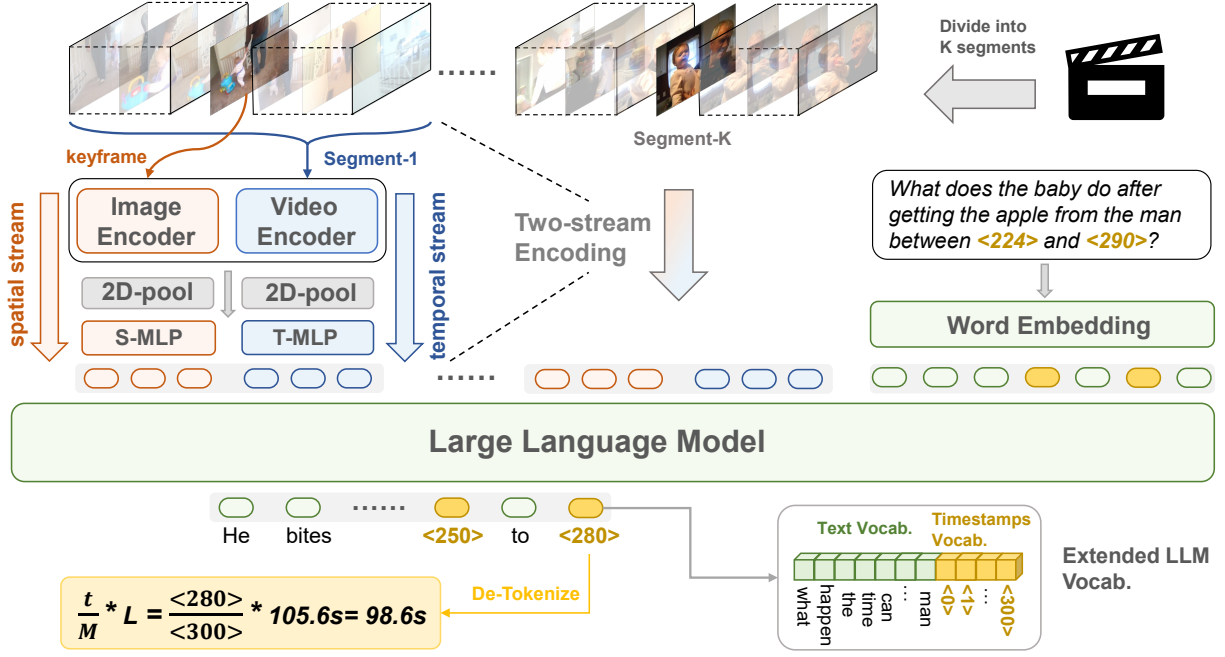 Divide into
K segments
......
......
Segment-K
keyframe
Segment-1
spatial stream
Image
Encoder
Video
Encoder
temporal stream
Two-stream
Encoding
What does the baby do after
getting the apple from the man
between <224> and <290>?
2D-pool
2D-pool
S-MLP
T-MLP
Word Embedding
......
Large Language Model
He bites ...... <250> to <280>
Text Vocab.
Timestamps
Vocab.
what
happen
the
time
can
...
man
<0>
<1>
...
<300>
Extended LLM
Vocab.
De-Tokenize
t/M * L = <280>/<300> * 105.6s= 98.6s